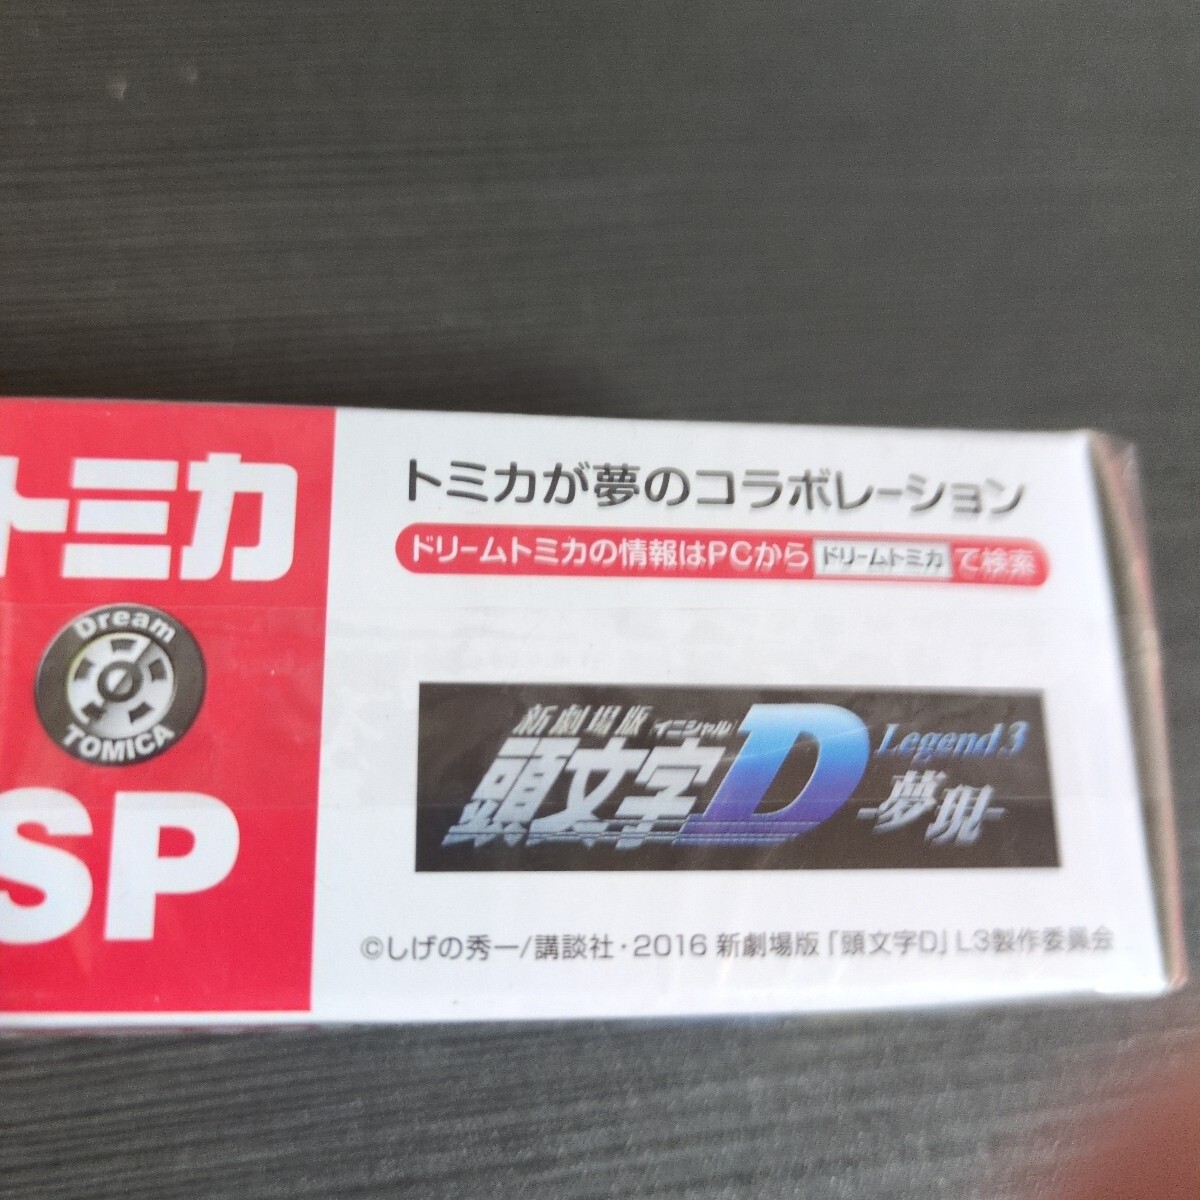 トミカ
Dream
TOMICA
SP
トミカが夢のコラボレーション
ドリームトミカの情報はPCから ドリームトミカ で検索
新劇場版 イニシャル
頭文字D Legend3
-夢現-
©しげの秀一/講談社・2016 新劇場版「頭文字D」L3製作委員会